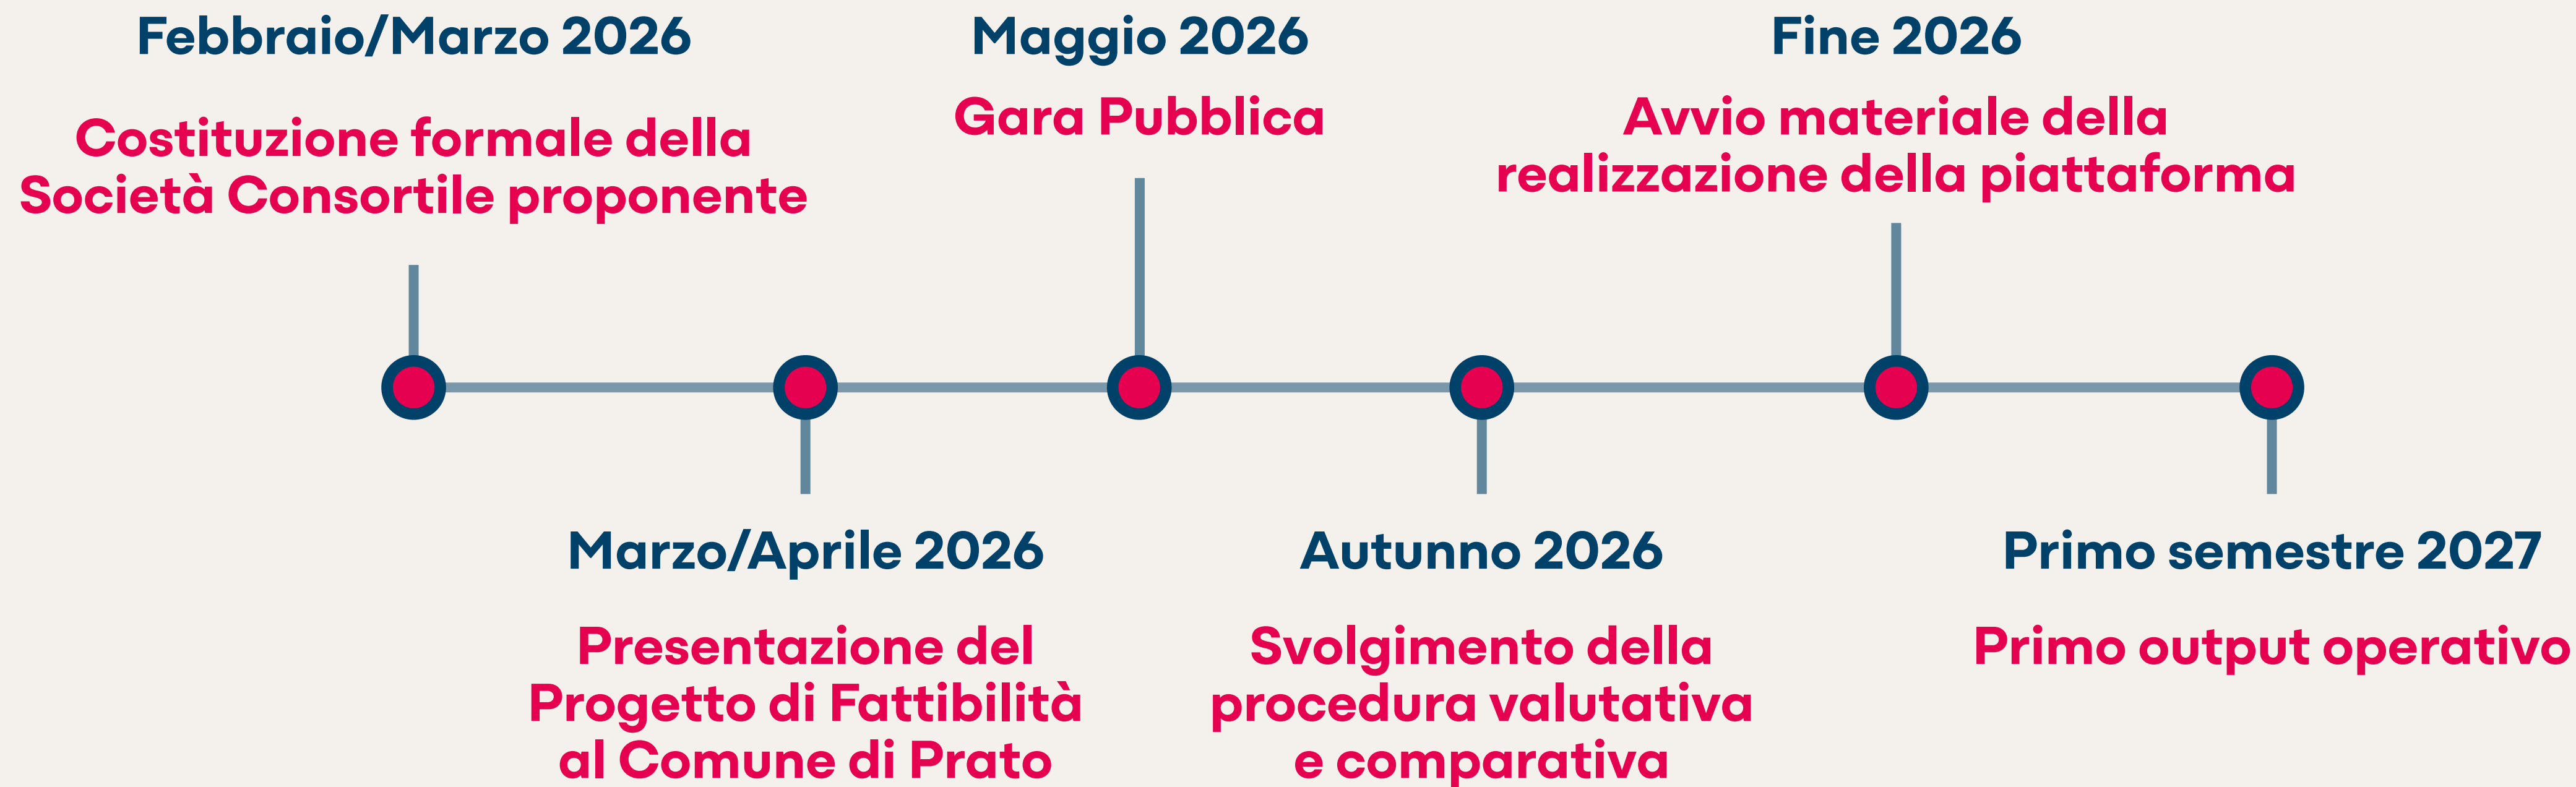 Febbraio/Marzo 2026
Costituzione formale della
Società Consortile proponente
Marzo/Aprile 2026
Presentazione del
Progetto di Fattibilità
al Comune di Prato
Maggio 2026
Gara Pubblica
Autunno 2026
Svolgimento della
procedura valutativa
e comparativa
Fine 2026
Avvio materiale della
realizzazione della piattaforma
Primo semestre 2027
Primo output operativo